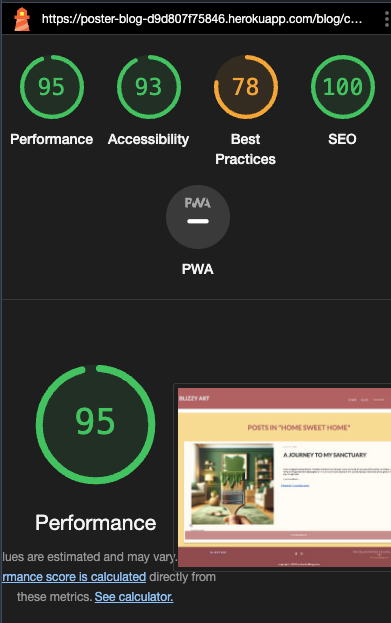 https://poster-blog-d9d807f75846.herokuapp.com/blog/c...
95
93
78
100
Performance
Accessibility
Best
Practices
SEO
PWA
PWA
95
BLIZZY ART
POSTS IN "HOME SWEET HOME"
A JOURNEY TO MY SANCTUARY
Performance
lues are estimated and may vary.
rmance score is calculated directly from
these metrics. See calculator.